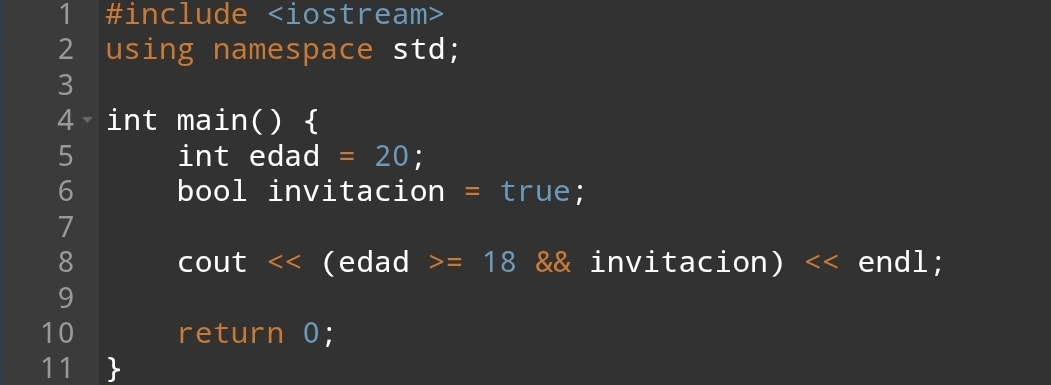 1 #include <iostream>
2 using namespace std;
3
4 int main() {
5     int edad = 20;
6     bool invitacion = true;
7
8     cout << (edad >= 18 && invitacion) << endl;
9
10     return 0;
11 }